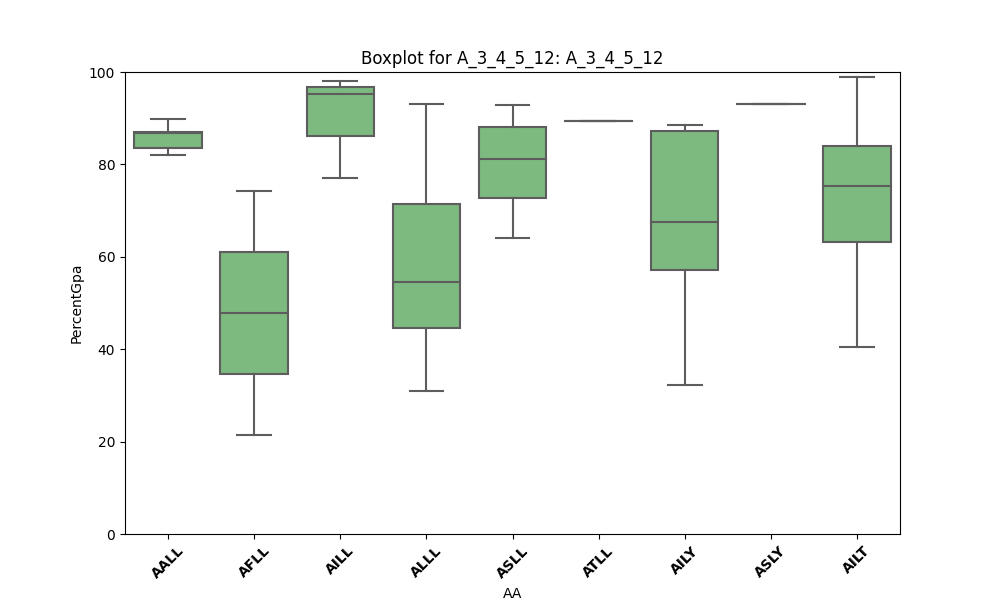 Boxplot for A_3_4_5_12: A_3_4_5_12
100
80
60
40
20
0
PercentGpa
AALL
AFLL
AILL
ALLL
ASLL
ATLL
AILY
ASLY
AILT
AA